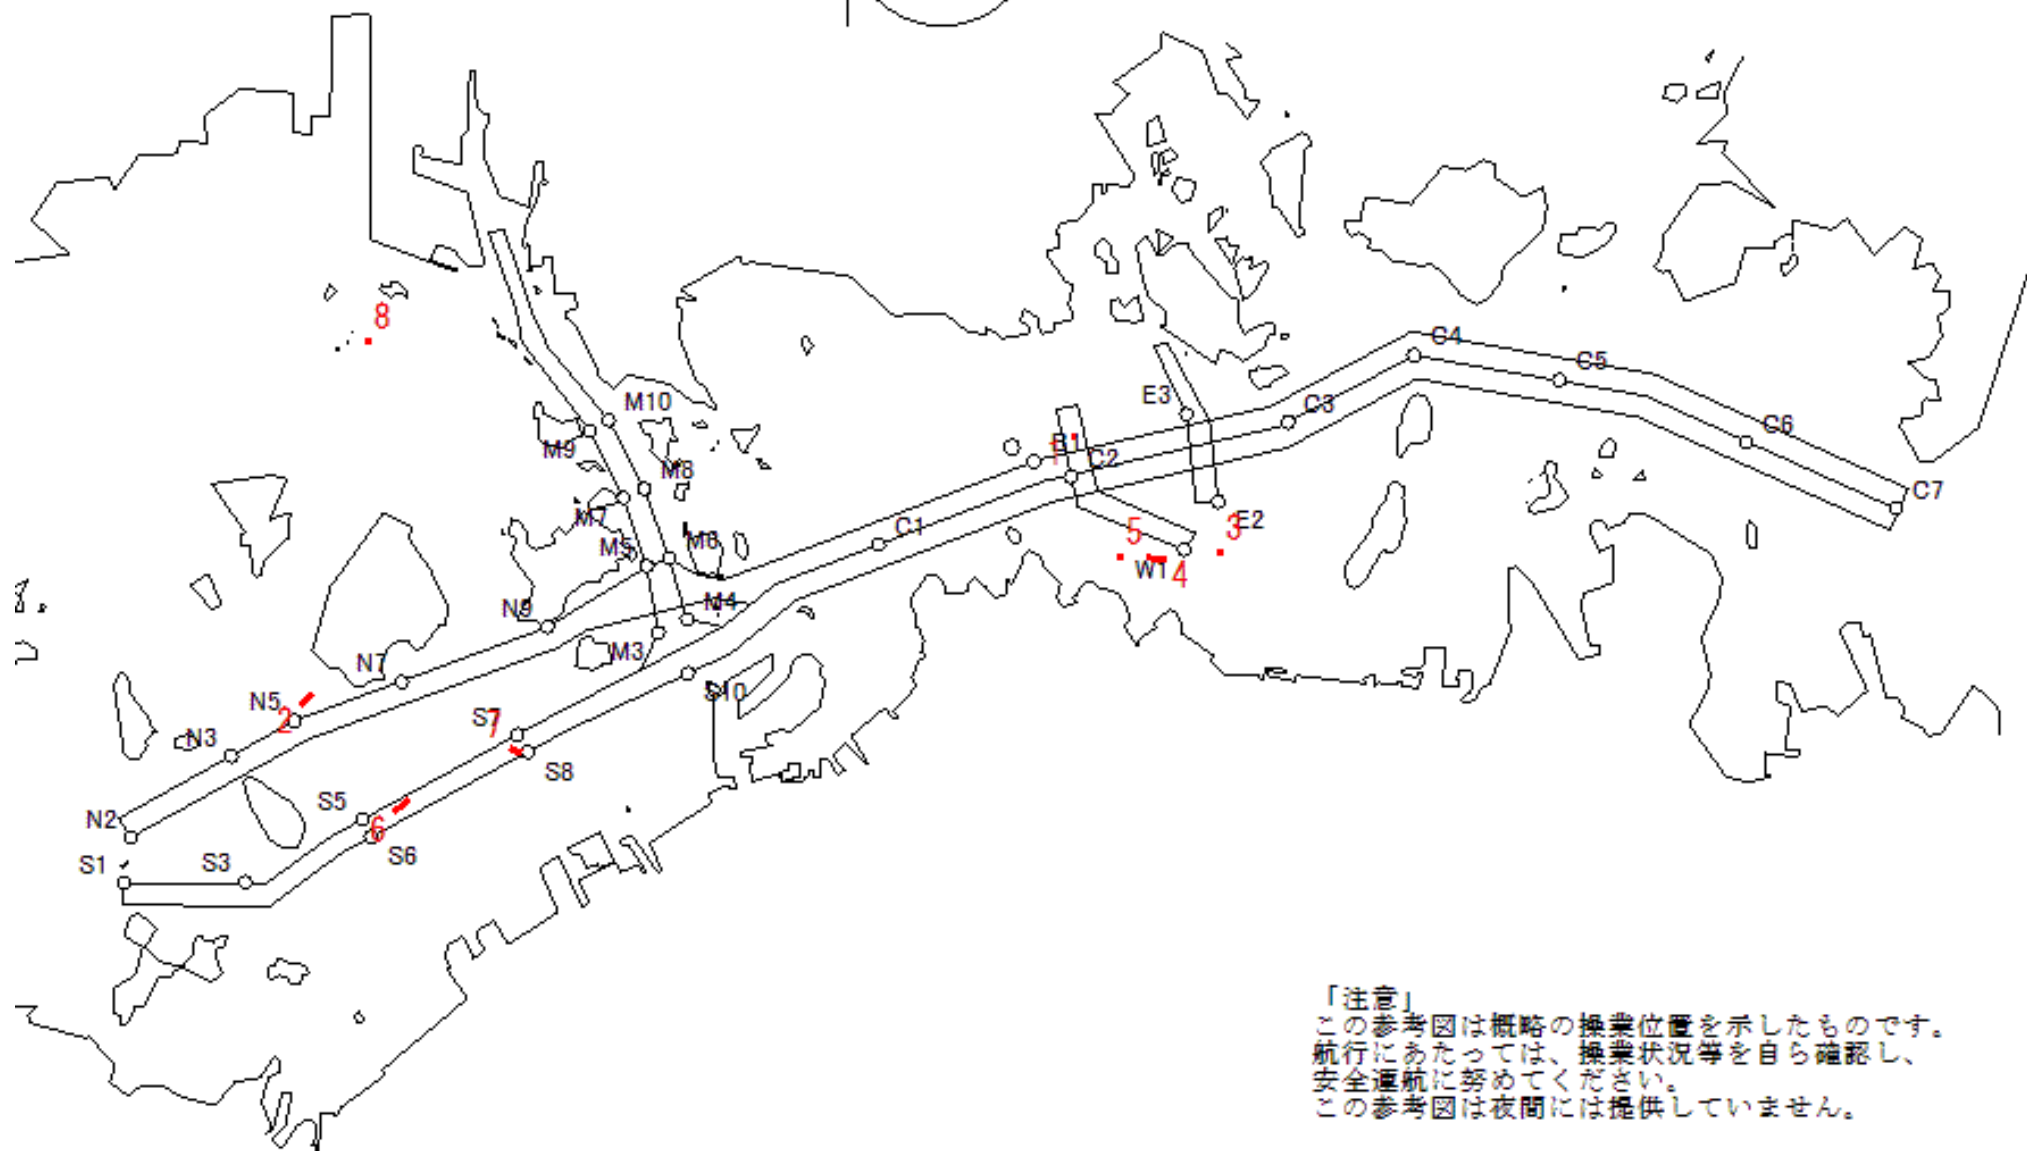 8
C4
C5
M10
E3
C3
C6
M9
B1
1
C2
M8
C7
M7
C1
5
3
E2
M5
M6
W1
4
N9
M4
M3
N7
S10
N5
2
S7
7
N3
S8
S5
N2
6
S6
S1
S3
「注意」
この参考図は概略の操業位置を示したものです。
航行にあたっては、操業状況等を自ら確認し、
安全運航に努めてください。
この参考図は夜間には提供していません。